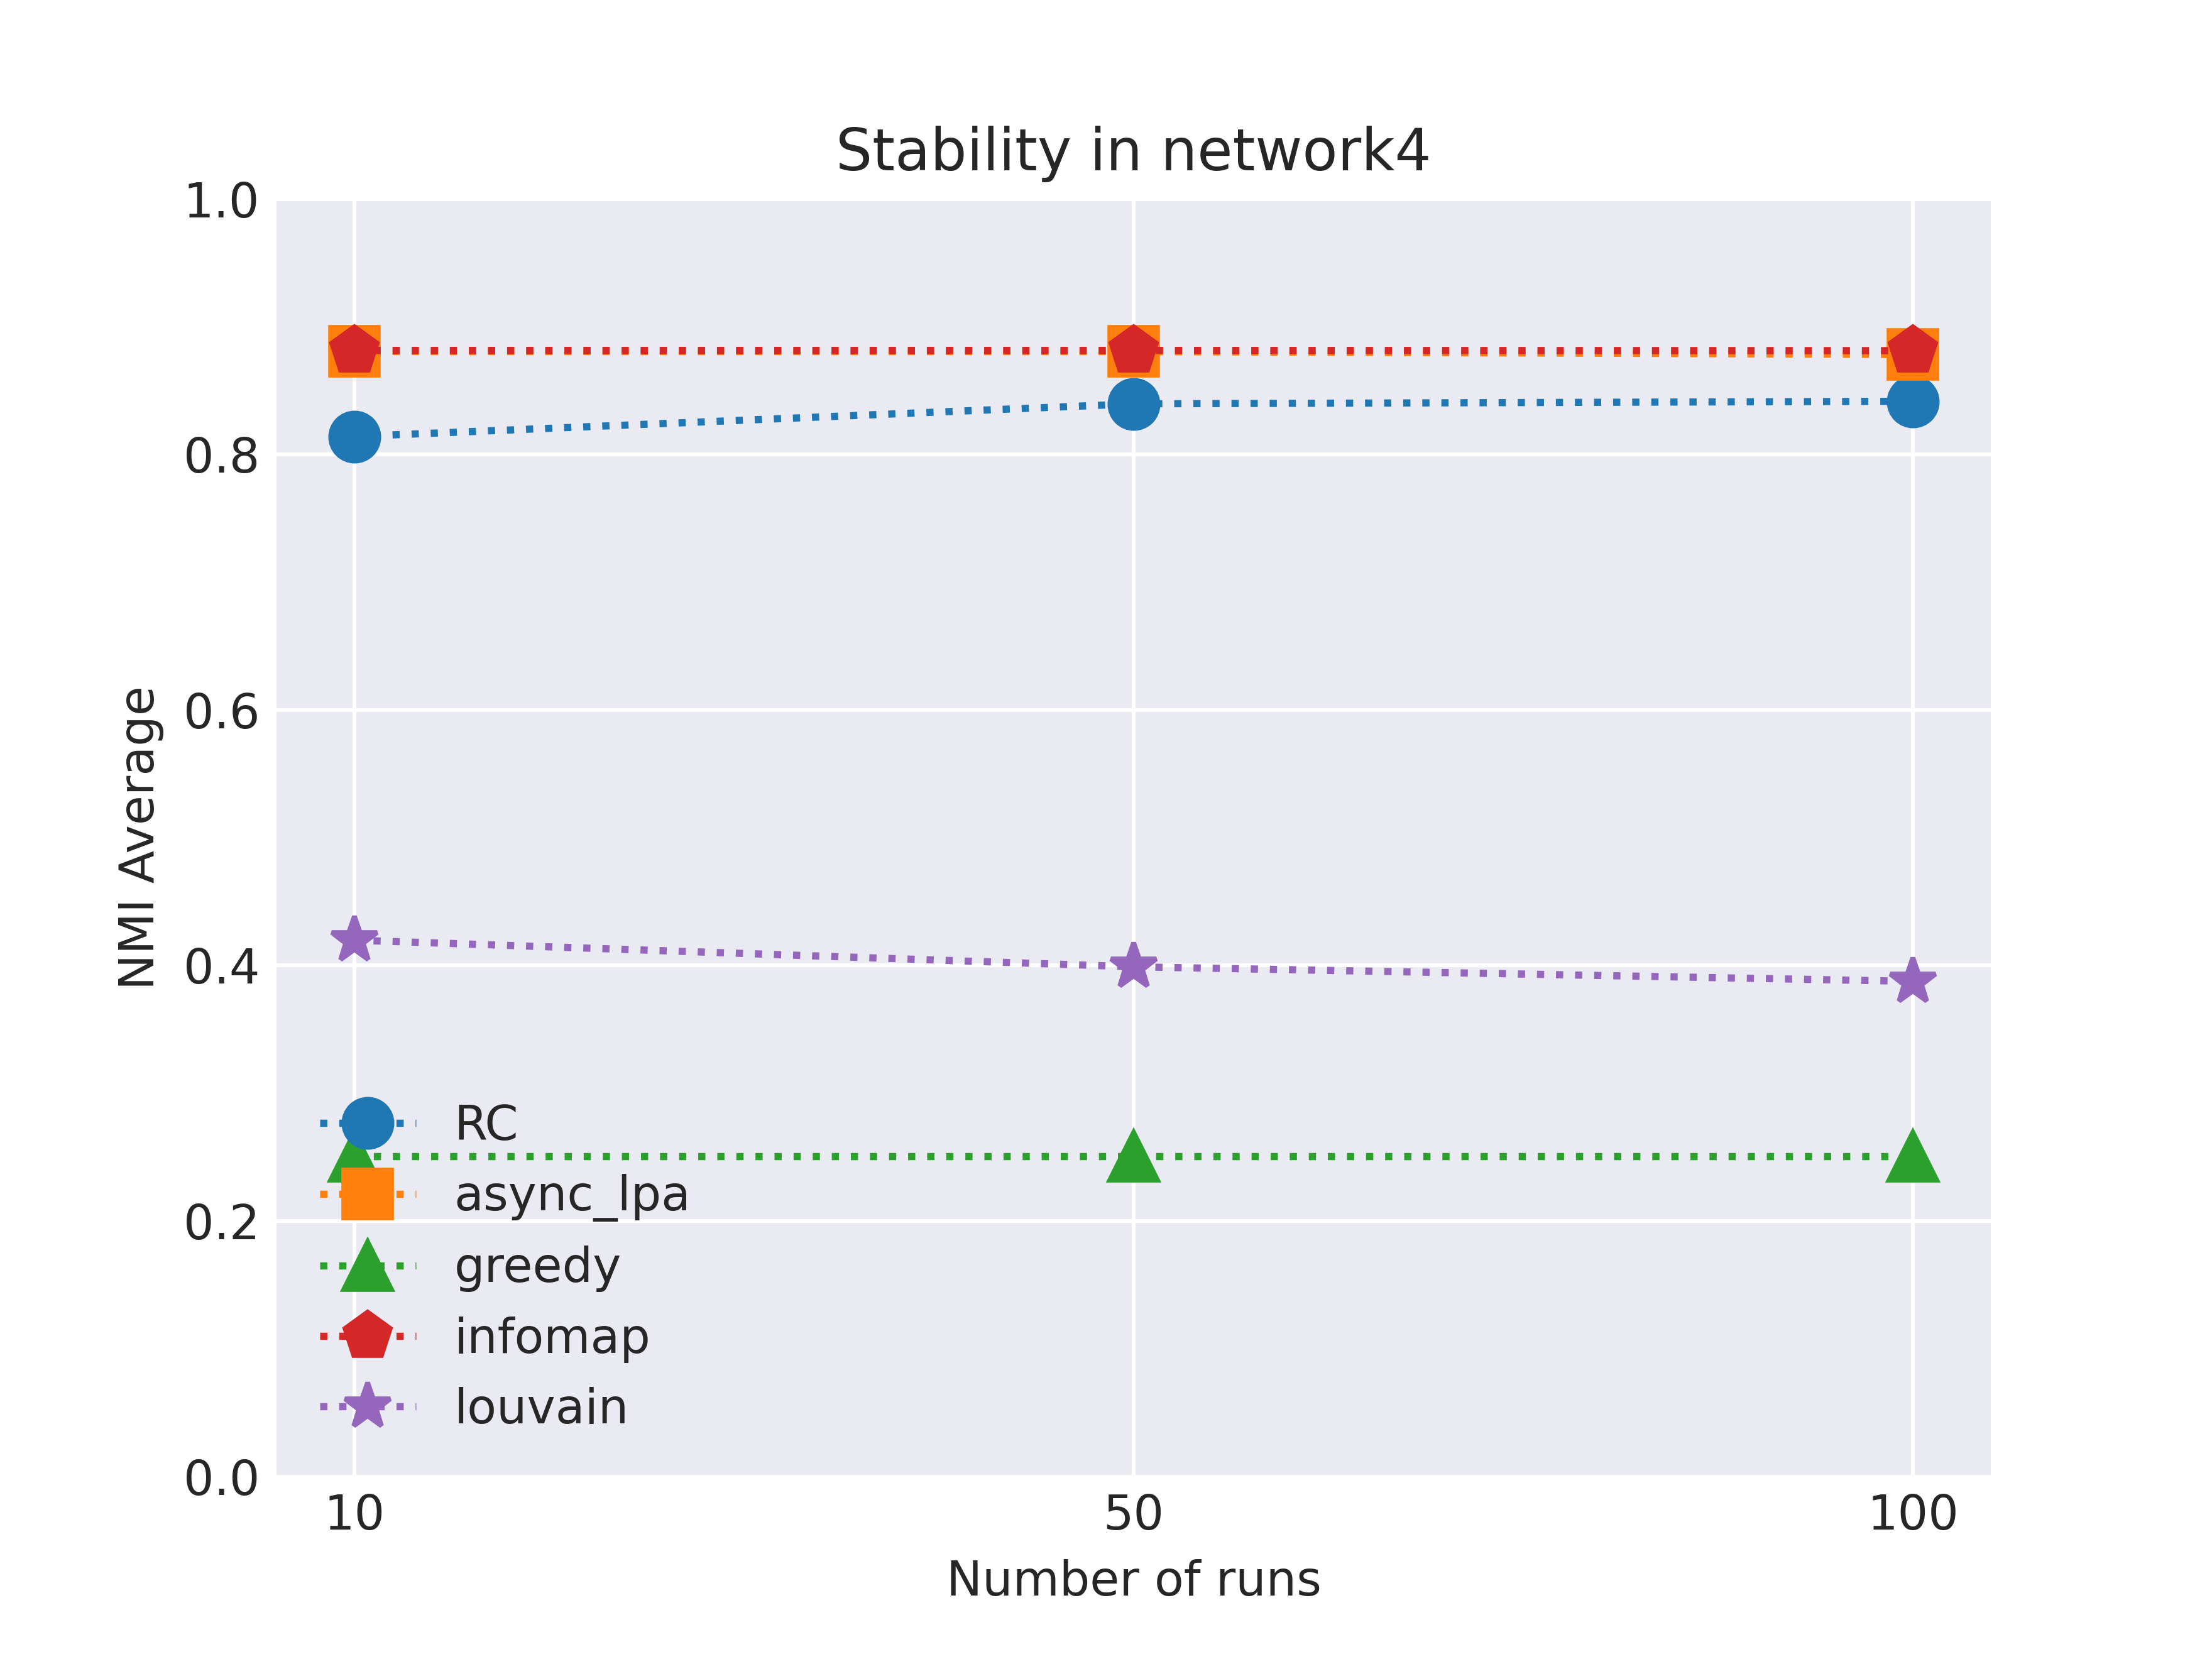 Stability in network4
1.0
0.8
0.6
0.4
0.2
0.0
NMI Average
RC
async_lpa
greedy
infomap
louvain
10 50 100
Number of runs